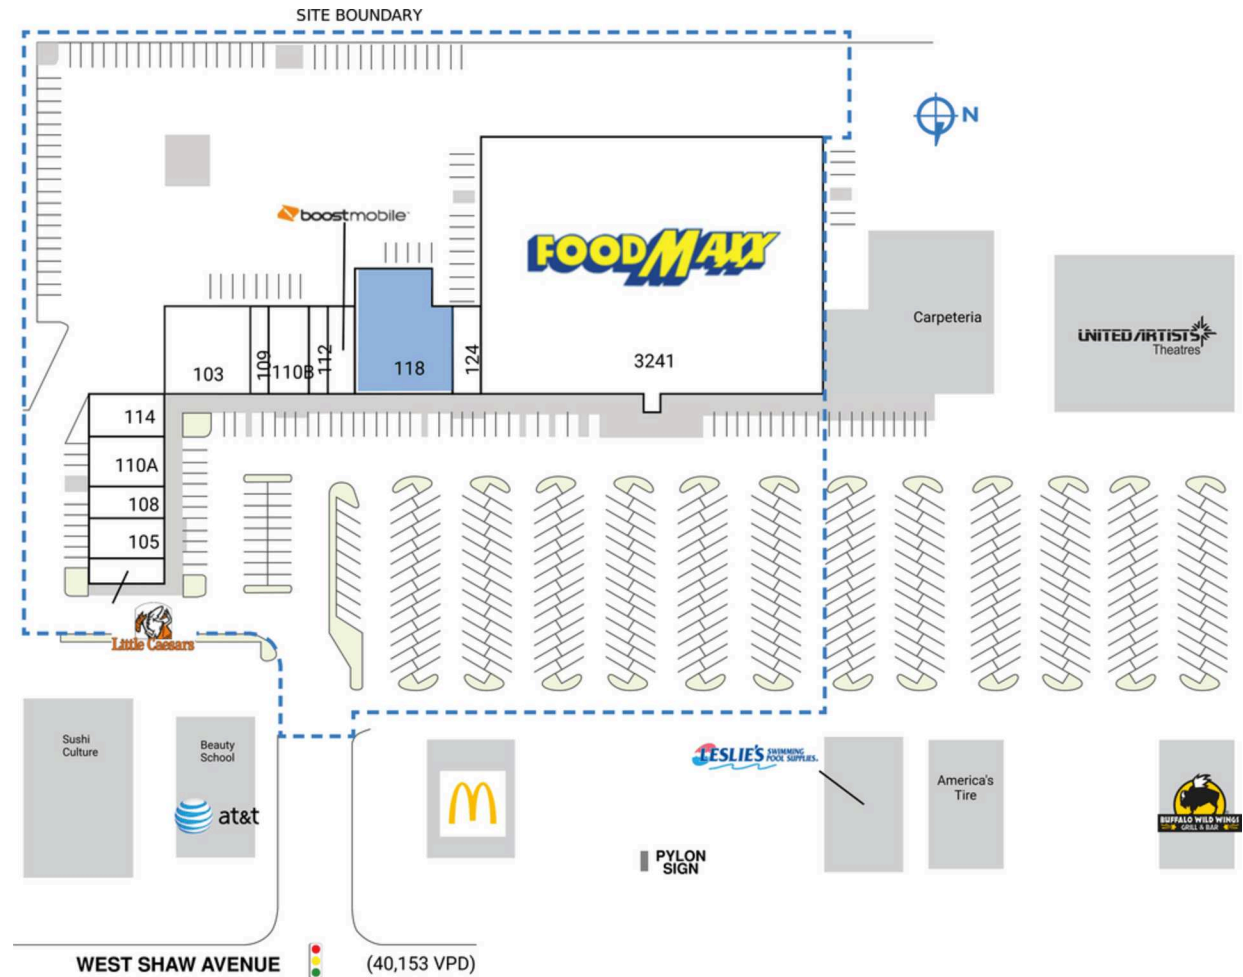 SITE BOUNDARY
N
boostmobile
FOODMAXX
Carpeteria
UNITED ARTISTS
Theatres
103
109
110B
112
118
124
3241
114
110A
108
105
Little Caesars
Sushi
Culture
Beauty
School
at&t
LESLIE'S SWIMMING
POOL SUPPLIES.
America's
Tire
BUFFALO WILD WINGS
GRILL & BAR
PYLON
SIGN
WEST SHAW AVENUE (40,153 VPD)